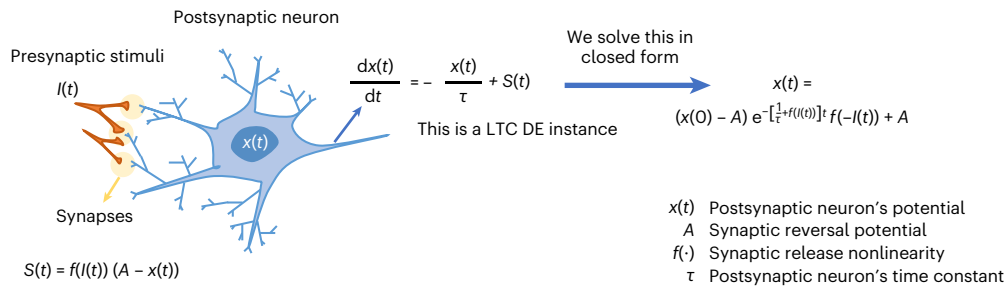 Postsynaptic neuron
Presynaptic stimuli
I(t)
dx(t)/dt = – x(t)/τ + S(t)
This is a LTC DE instance
x(t)
Synapses
S(t) = f(I(t)) (A – x(t))
We solve this in
closed form
x(t) =
(x(0) – A) e^–[1/τ + f(I(t))]t f(–I(t)) + A
x(t) Postsynaptic neuron's potential
A Synaptic reversal potential
f(·) Synaptic release nonlinearity
τ Postsynaptic neuron's time constant